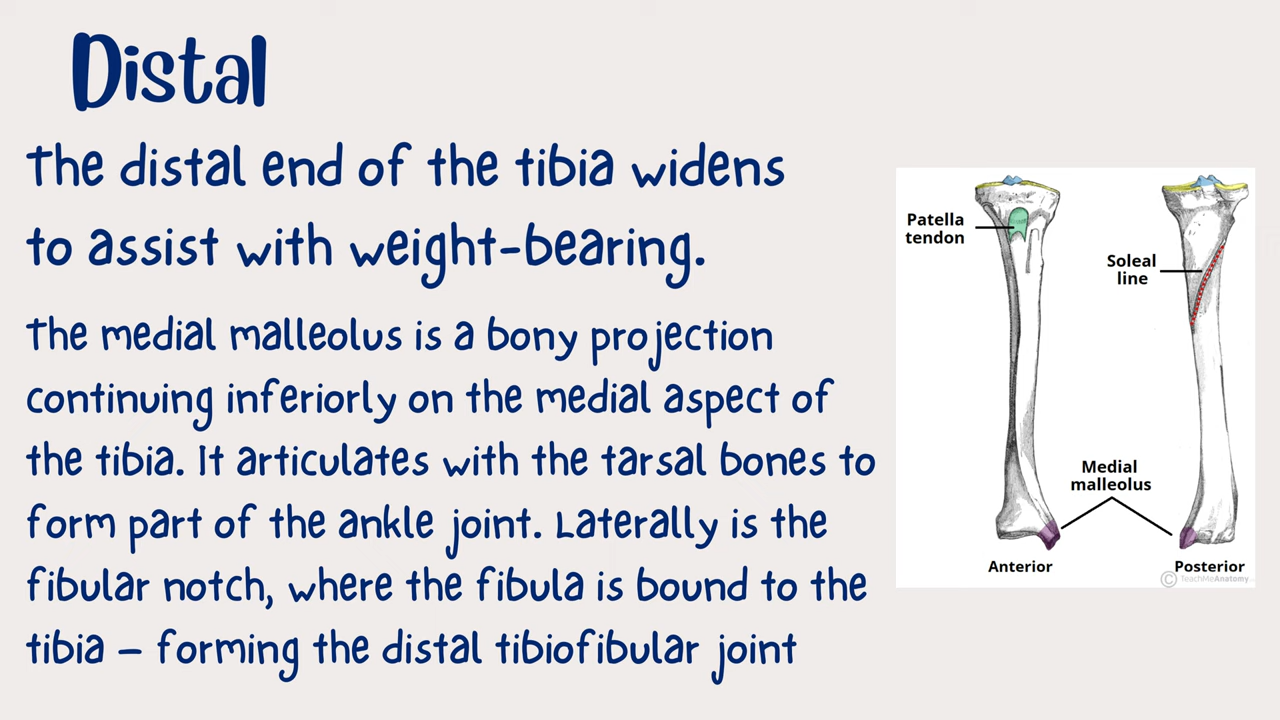 Distal
The distal end of the tibia widens
to assist with weight-bearing.
The medial malleolus is a bony projection
continuing inferiorly on the medial aspect of
the tibia. It articulates with the tarsal bones to
form part of the ankle joint. Laterally is the
fibular notch, where the fibula is bound to the
tibia – forming the distal tibiofibular joint
Patella
tendon
Soleal
line
Medial
malleolus
Anterior
Posterior
© TeachMeAnatomy